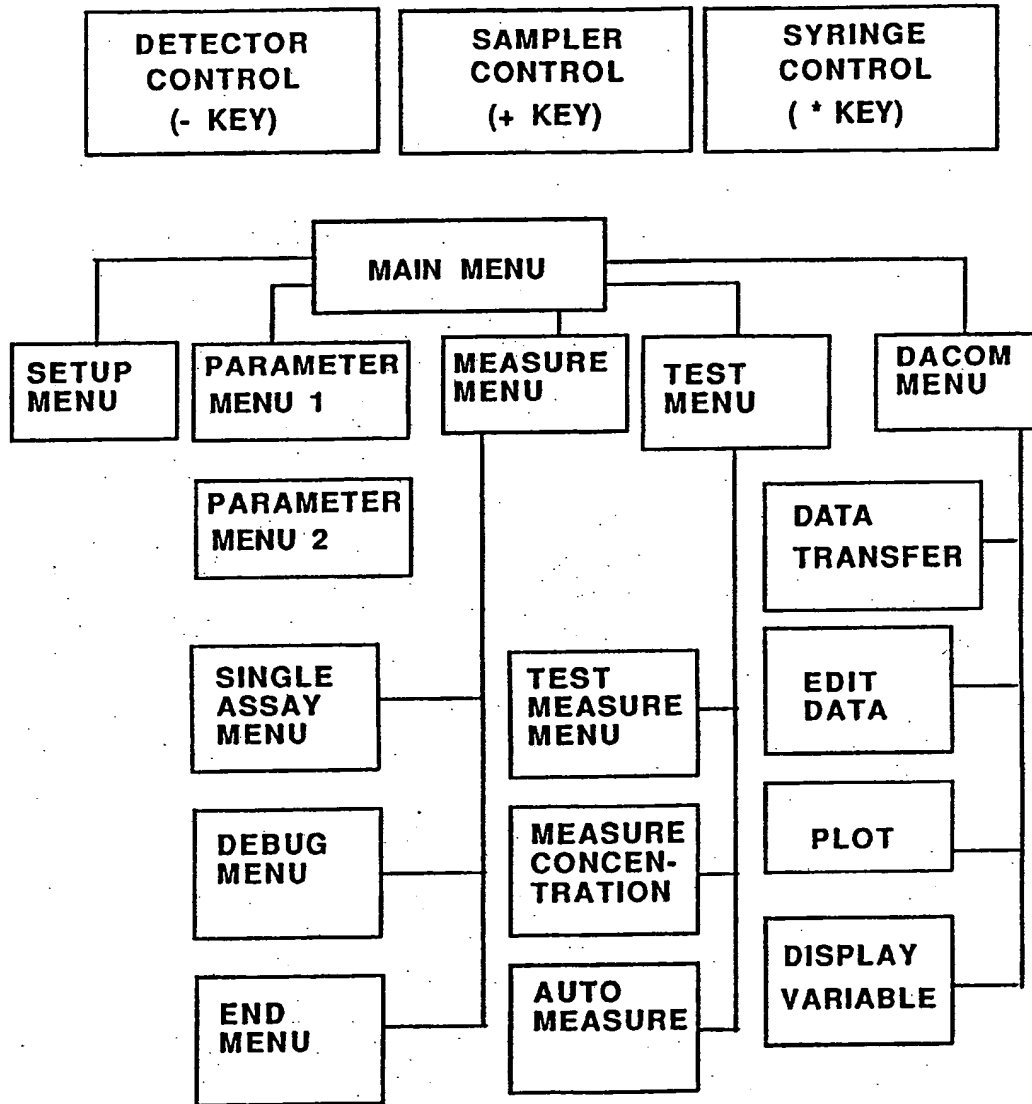 DETECTOR
CONTROL
(- KEY)
SAMPLER
CONTROL
(+ KEY)
SYRINGE
CONTROL
( * KEY)
MAIN MENU
SETUP
MENU
PARAMETER
MENU 1
MEASURE
MENU
TEST
MENU
DACOM
MENU
PARAMETER
MENU 2
DATA
TRANSFER
SINGLE
ASSAY
MENU
TEST
MEASURE
MENU
EDIT
DATA
DEBUG
MENU
MEASURE
CONCEN-
TRATION
PLOT
END
MENU
AUTO
MEASURE
DISPLAY
VARIABLE